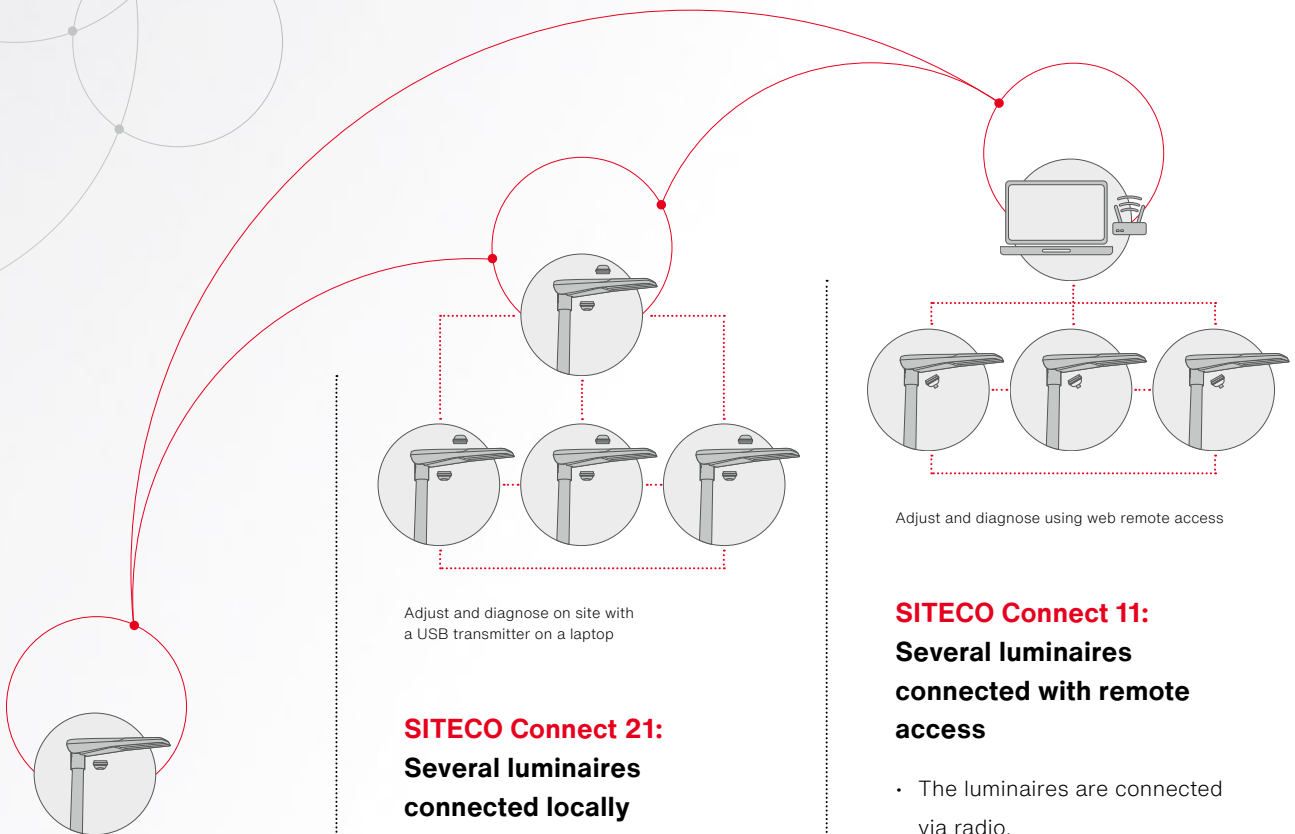 Adjust and diagnose on site with
a USB transmitter on a laptop
SITECO Connect 21:
Several luminaires
connected locally
Adjust and diagnose using web remote access
SITECO Connect 11:
Several luminaires
connected with remote
access
• The luminaires are connected
via radio.